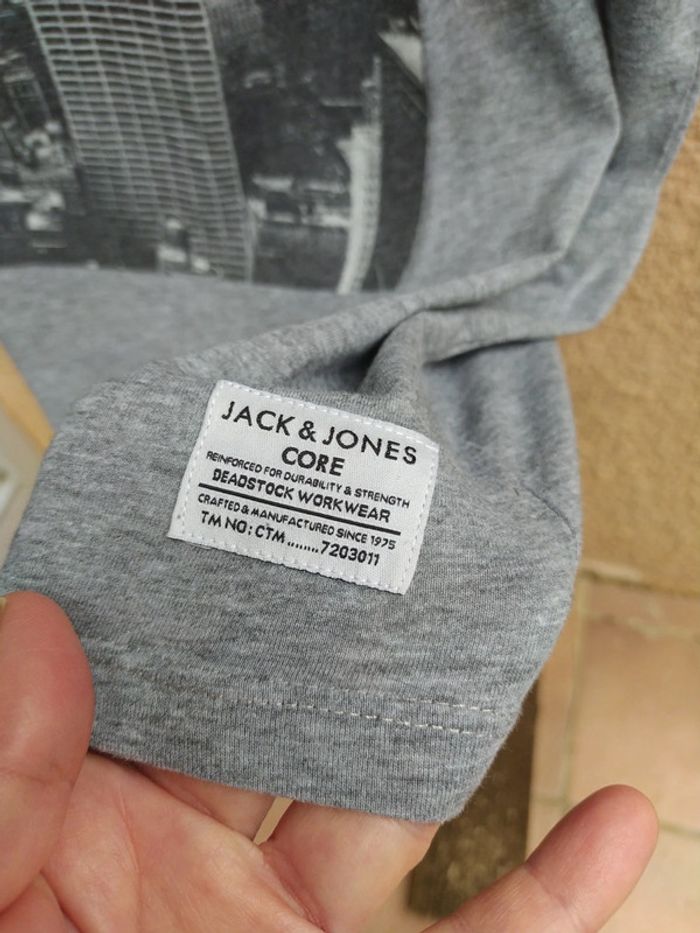 JACK & JONES
CORE
REINFORCED FOR DURABILITY & STRENGTH
DEADSTOCK WORKWEAR
CRAFTED & MANUFACTURED SINCE 1975
TM NO: CTM........7203011